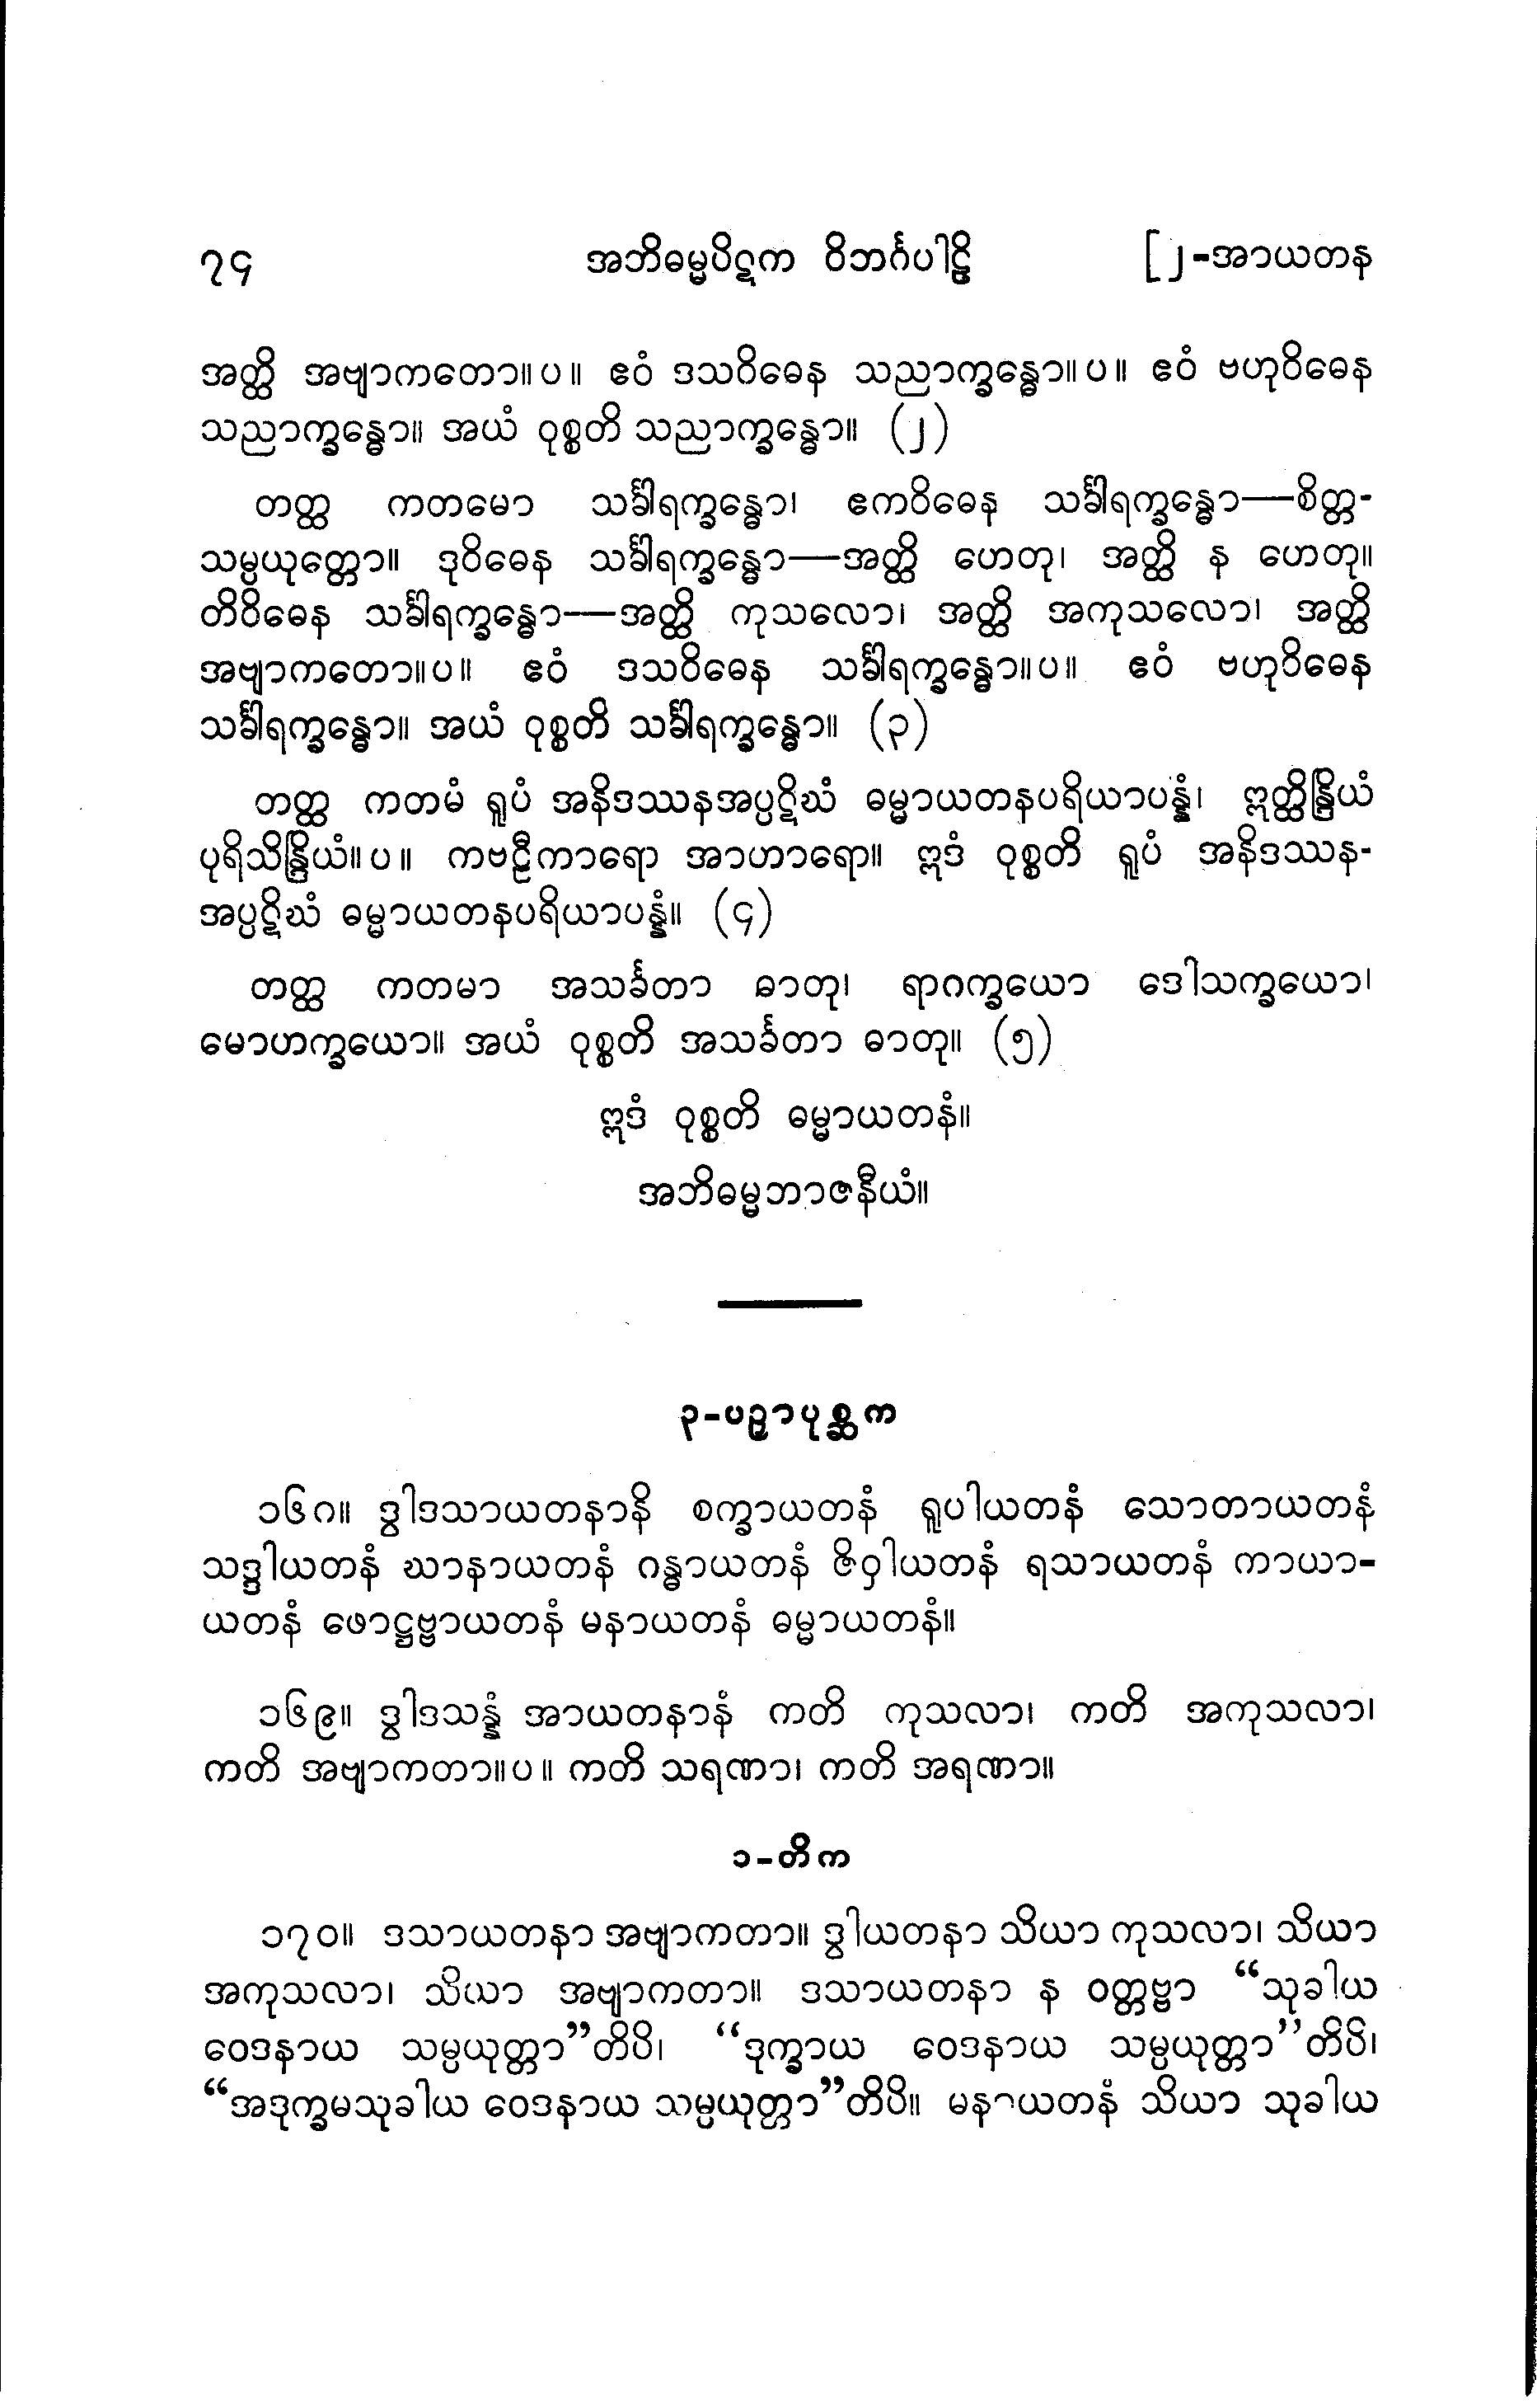 ၇၄ အဘိဓမ္မပိဋက ဝိဘင်္ဂပါဠိ [၂-အာယတန
အတ္ထိ အဗျာကတော။ပ။ ဧဝံ ဒသဝိဓေန သညာက္ခန္ဓော။ပ။ ဧဝံ ဗဟုဝိဓေန
သညာက္ခန္ဓော။ အယံ ဝုစ္စတိ သညာက္ခန္ဓော။ (၂)
တတ္ထ ကတမော သင်္ခါရက္ခန္ဓော၊ ဧကဝိဓေန သင်္ခါရက္ခန္ဓော—စိတ္တ-
သမ္ပယုတ္တော။ ဒုဝိဓေန သင်္ခါရက္ခန္ဓော—အတ္ထိ ဟေတု၊ အတ္ထိ န ဟေတု။
တိဝိဓေန သင်္ခါရက္ခန္ဓော—အတ္ထိ ကုသလော၊ အတ္ထိ အကုသလော၊ အတ္ထိ
အဗျာကတော။ပ။ ဧဝံ ဒသဝိဓေန သင်္ခါရက္ခန္ဓော။ပ။ ဧဝံ ဗဟုဝိဓေန
သင်္ခါရက္ခန္ဓော။ အယံ ဝုစ္စတိ သင်္ခါရက္ခန္ဓော။ (၃)
တတ္ထ ကတမံ ရူပံ အနိဒဿနအပ္ပဋိဃံ ဓမ္မာယတနပရိယာပန္နံ၊ ဣတ္ထိန္ဒြိယံ
ပုရိသိန္ဒြိယံ။ပ။ ကဗဠီကာရော အာဟာရော။ ဣဒံ ဝုစ္စတိ ရူပံ အနိဒဿန-
အပ္ပဋိဃံ ဓမ္မာယတနပရိယာပန္နံ။ (၄)
တတ္ထ ကတမာ အသင်္ခတာ ဓာတု၊ ရာဂက္ခယော ဒေါသက္ခယော၊
မောဟက္ခယော။ အယံ ဝုစ္စတိ အသင်္ခတာ ဓာတု။ (၅)
ဣဒံ ဝုစ္စတိ ဓမ္မာယတနံ။
အဘိဓမ္မဘာဇနီယံ။
၃-ပဉှာပုစ္ဆက
၁၆၈။ ဒွါဒသာယတနာနိ စက္ခာယတနံ ရူပါယတနံ သောတာယတနံ
သဒ္ဒါယတနံ ဃာနာယတနံ ဂန္ဓာယတနံ ဇိဝှါယတနံ ရသာယတနံ ကာယာ-
ယတနံ ဖောဋ္ဌဗ္ဗာယတနံ မနာယတနံ ဓမ္မာယတနံ။
၁၆၉။ ဒွါဒသန္နံ အာယတနာနံ ကတိ ကုသလာ၊ ကတိ အကုသလာ၊
ကတိ အဗျာကတာ။ပ။ ကတိ သရဏာ၊ ကတိ အရဏာ။
၁-တိက
၁၇၀။ ဒသာယတနာ အဗျာကတာ။ ဒွါယတနာ သိယာ ကုသလာ၊ သိယာ
အကုသလာ၊ သိယာ အဗျာကတာ။ ဒသာယတနာ န ဝတ္တဗ္ဗာ “သုခါယ
ဝေဒနာယ သမ္ပယုတ္တာ”တိပိ၊ “ဒုက္ခာယ ဝေဒနာယ သမ္ပယုတ္တာ”တိပိ၊
“အဒုက္ခမသုခါယ ဝေဒနာယ သမ္ပယုတ္တာ”တိပိ။ မနာယတနံ သိယာ သုခါယ